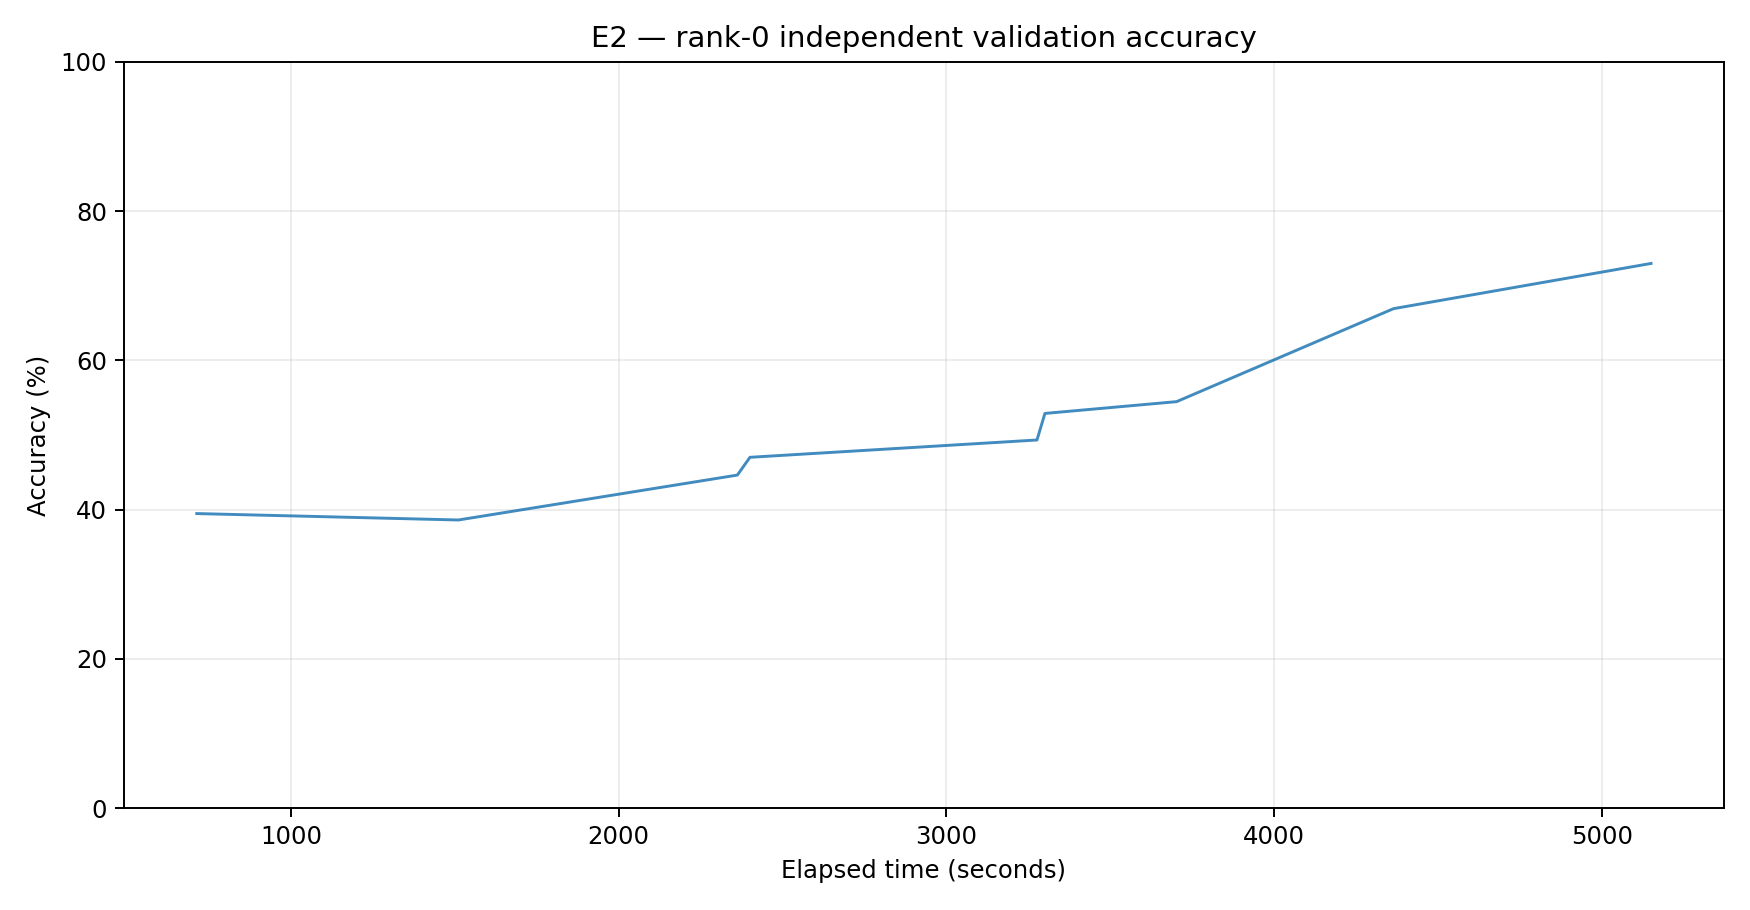 E2 — rank-0 independent validation accuracy
100
80
60
40
20
0
Accuracy (%)
1000 2000 3000 4000 5000
Elapsed time (seconds)